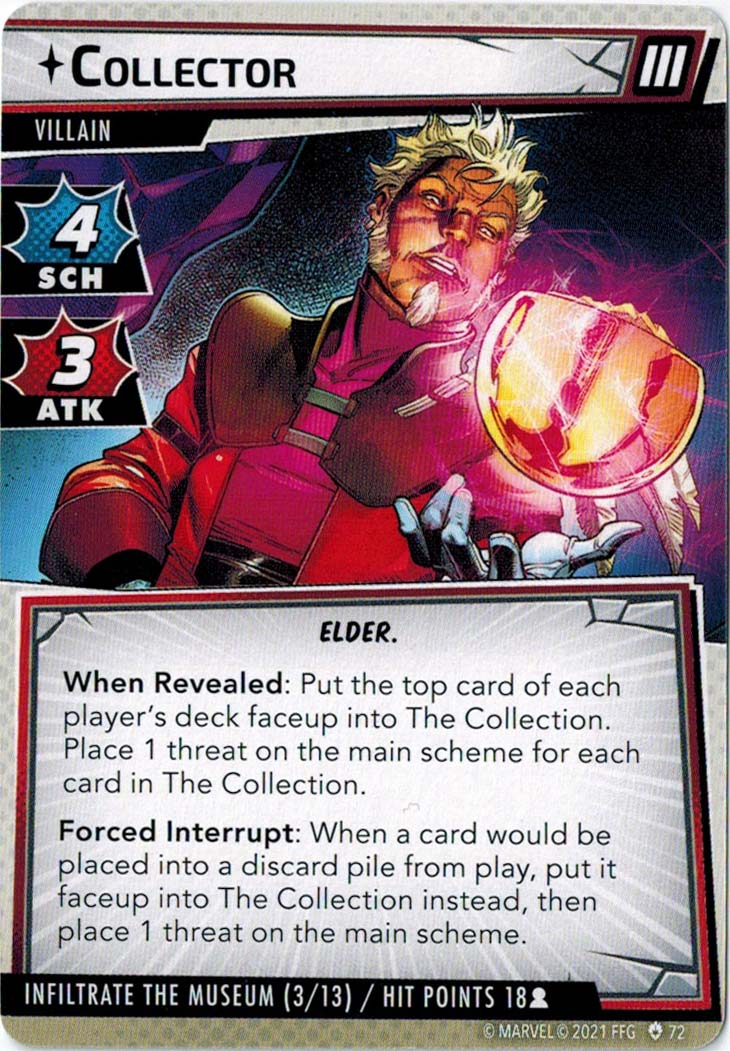 COLLECTOR
III
VILLAIN
4
SCH
3
ATK
ELDER.
When Revealed: Put the top card of each
player's deck faceup into The Collection.
Place 1 threat on the main scheme for each
card in The Collection.
Forced Interrupt: When a card would be
placed into a discard pile from play, put it
faceup into The Collection instead, then
place 1 threat on the main scheme.
INFILTRATE THE MUSEUM (3/13) / HIT POINTS 18
© MARVEL © 2021 FFG 72